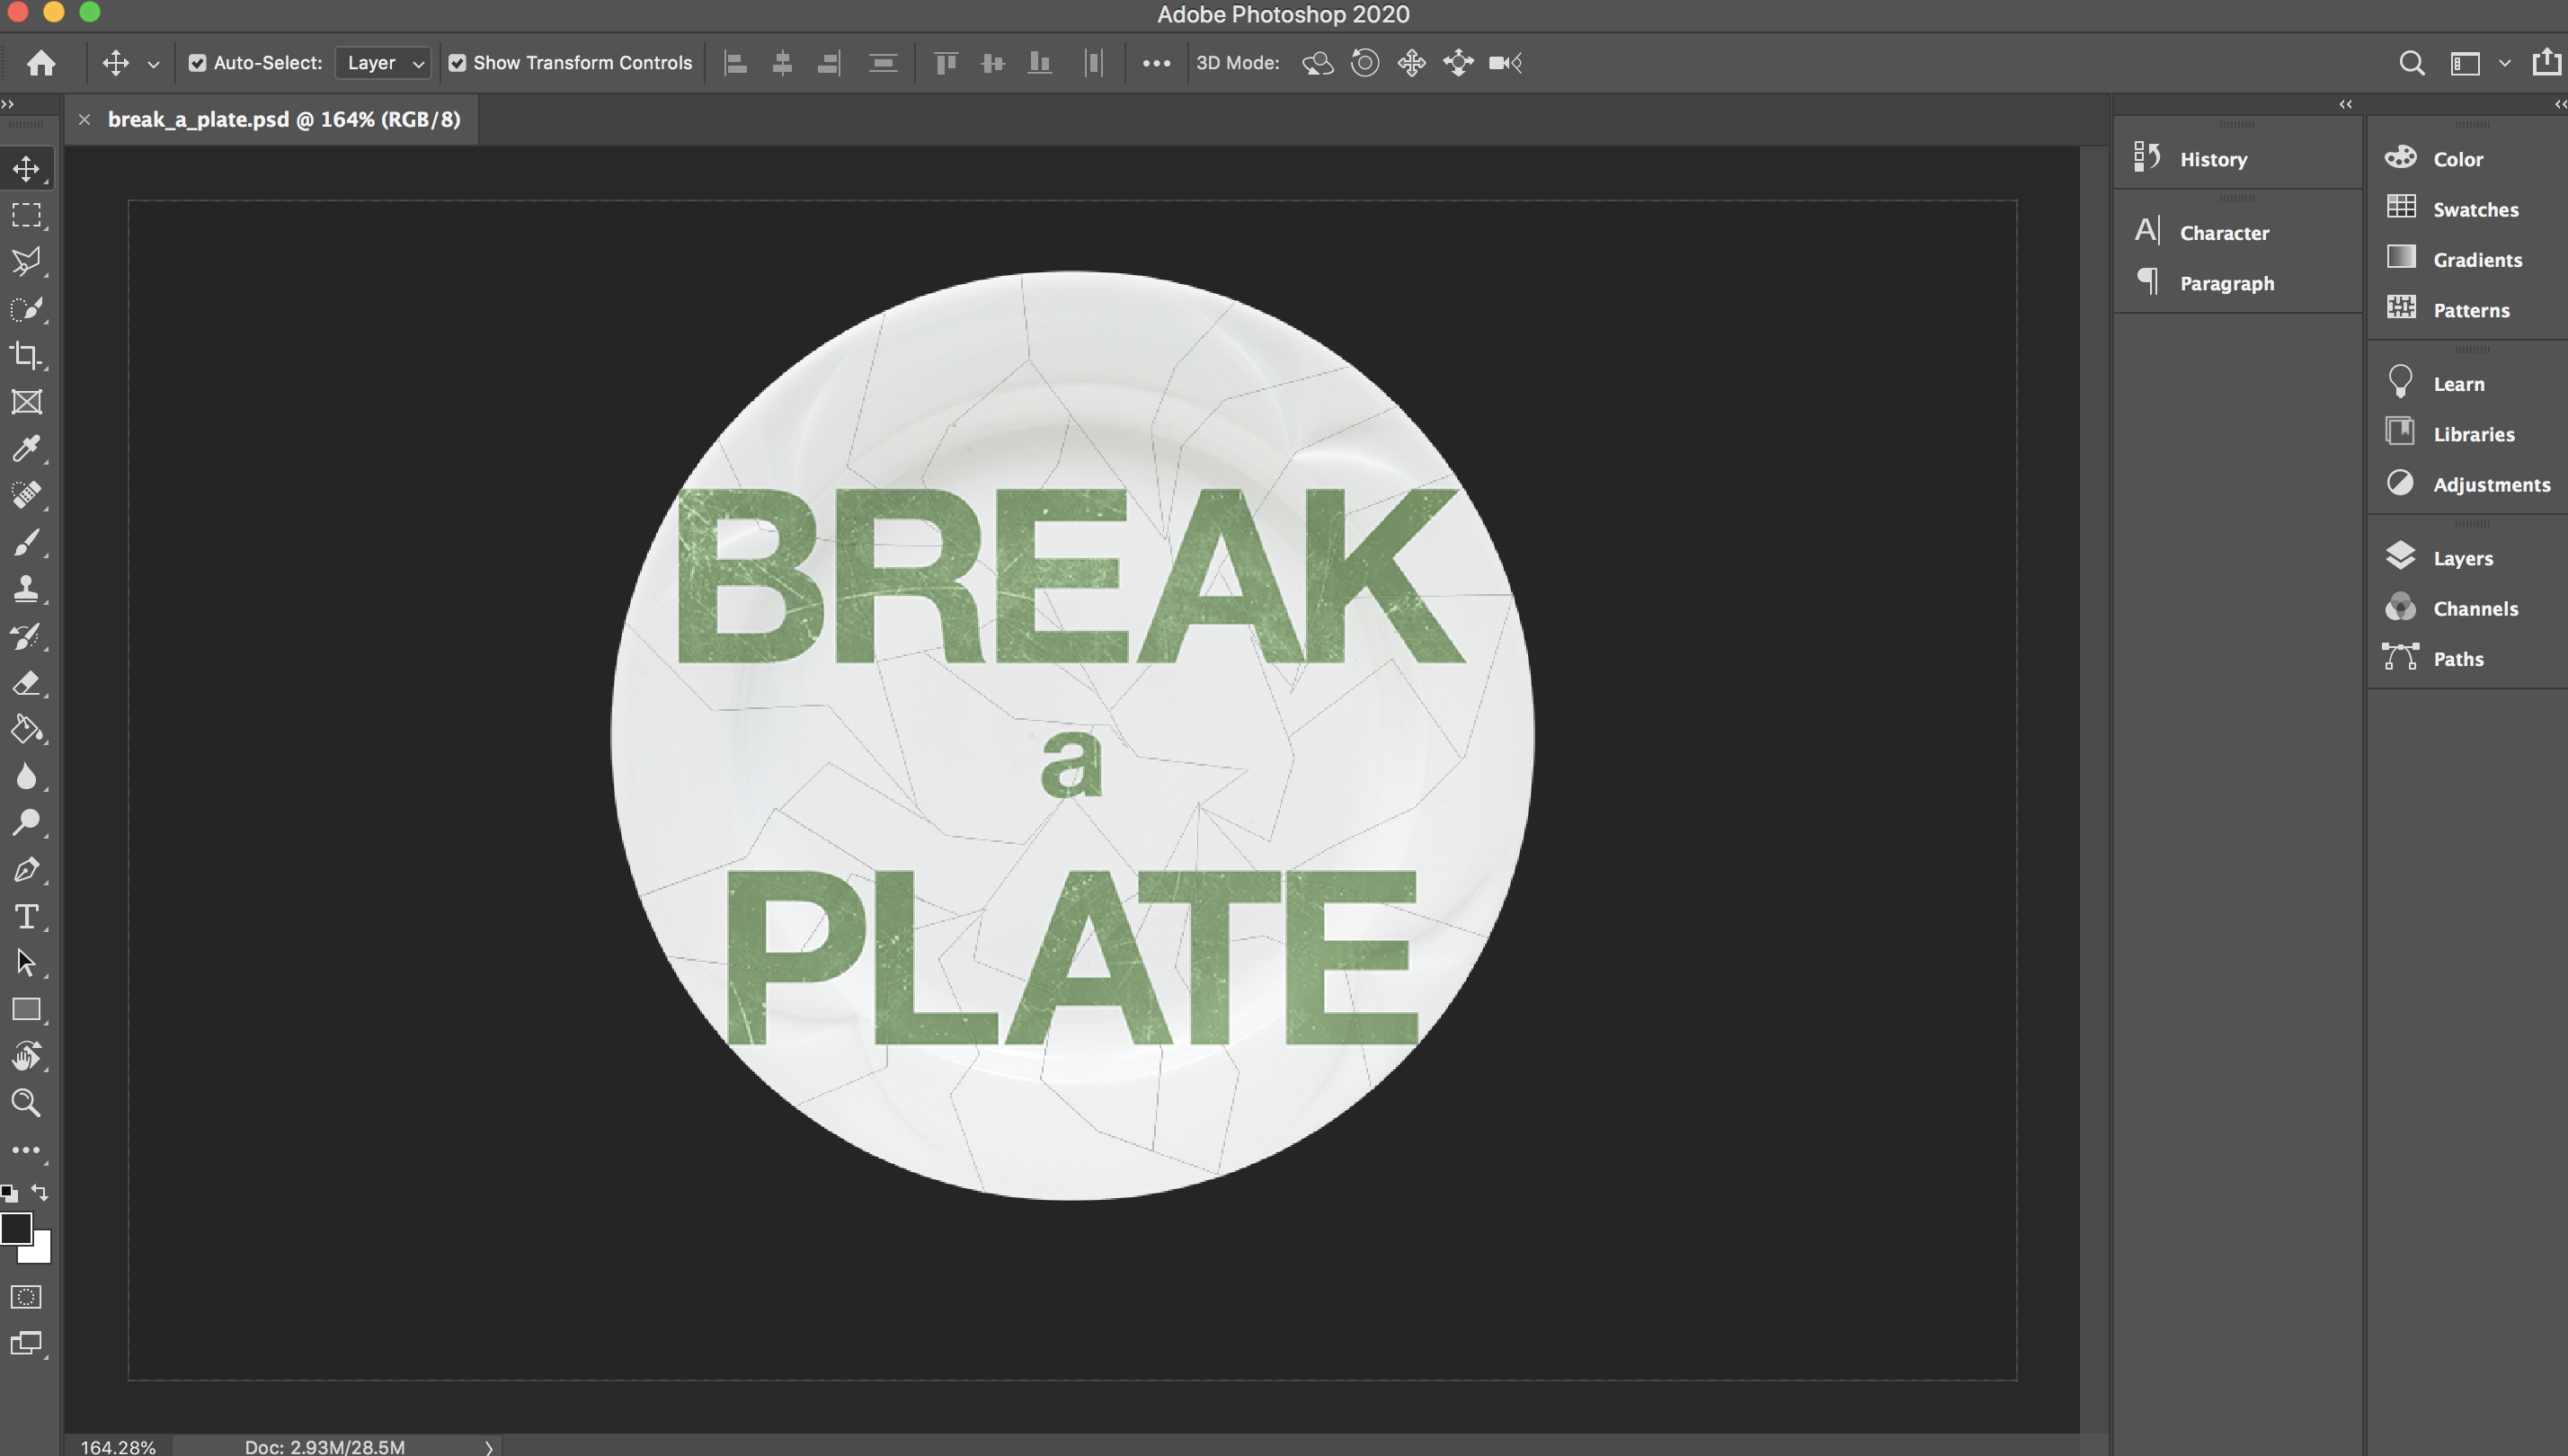 Adobe Photoshop 2020
Auto-Select: Layer Show Transform Controls 3D Mode:
break_a_plate.psd @ 164% (RGB/8)
History
Character
Paragraph
Color
Swatches
Gradients
Patterns
Learn
Libraries
Adjustments
Layers
Channels
Paths
BREAK
a
PLATE
164.28% Doc: 2.93M/28.5M